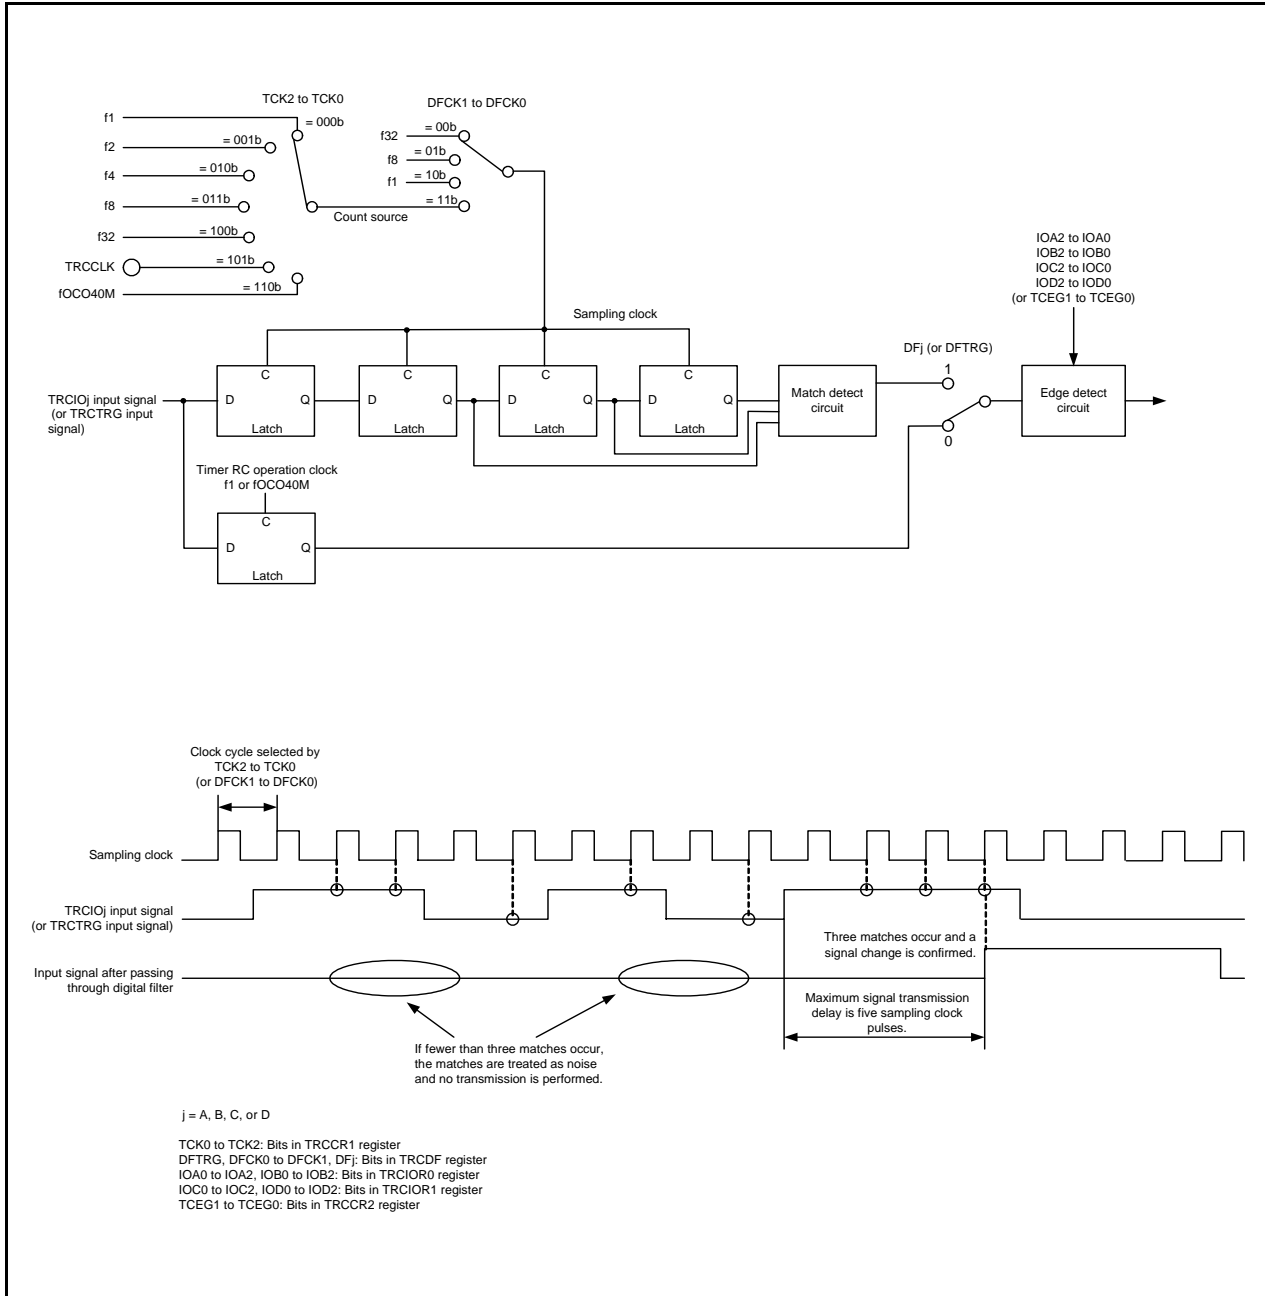 TCK2 to TCK0
DFCK1 to DFCK0
f1
= 000b
f2
= 001b
f4
= 010b
f8
= 011b
f32
= 100b
TRCCLK
= 101b
fOCO40M
= 110b
Count source
f32
= 00b
f8
= 01b
f1
= 10b
= 11b
IOA2 to IOA0
IOB2 to IOB0
IOC2 to IOC0
IOD2 to IOD0
(or TCEG1 to TCEG0)
Sampling clock
DFj (or DFTRG)
TRCIOj input signal
(or TRCTRG input
signal)
C
D Q
Latch
C
D Q
Latch
C
D Q
Latch
C
D Q
Latch
Match detect
circuit
1
0
Edge detect
circuit
Timer RC operation clock
f1 or fOCO40M
C
D Q
Latch
Clock cycle selected by
TCK2 to TCK0
(or DFCK1 to DFCK0)
Sampling clock
TRCIOj input signal
(or TRCTRG input signal)
Three matches occur and a
signal change is confirmed.
Input signal after passing
through digital filter
Maximum signal transmission
delay is five sampling clock
pulses.
If fewer than three matches occur,
the matches are treated as noise
and no transmission is performed.
j = A, B, C, or D
TCK0 to TCK2: Bits in TRCCR1 register
DFTRG, DFCK0 to DFCK1, DFj: Bits in TRCDF register
IOA0 to IOA2, IOB0 to IOB2: Bits in TRCIOR0 register
IOC0 to IOC2, IOD0 to IOD2: Bits in TRCIOR1 register
TCEG1 to TCEG0: Bits in TRCCR2 register